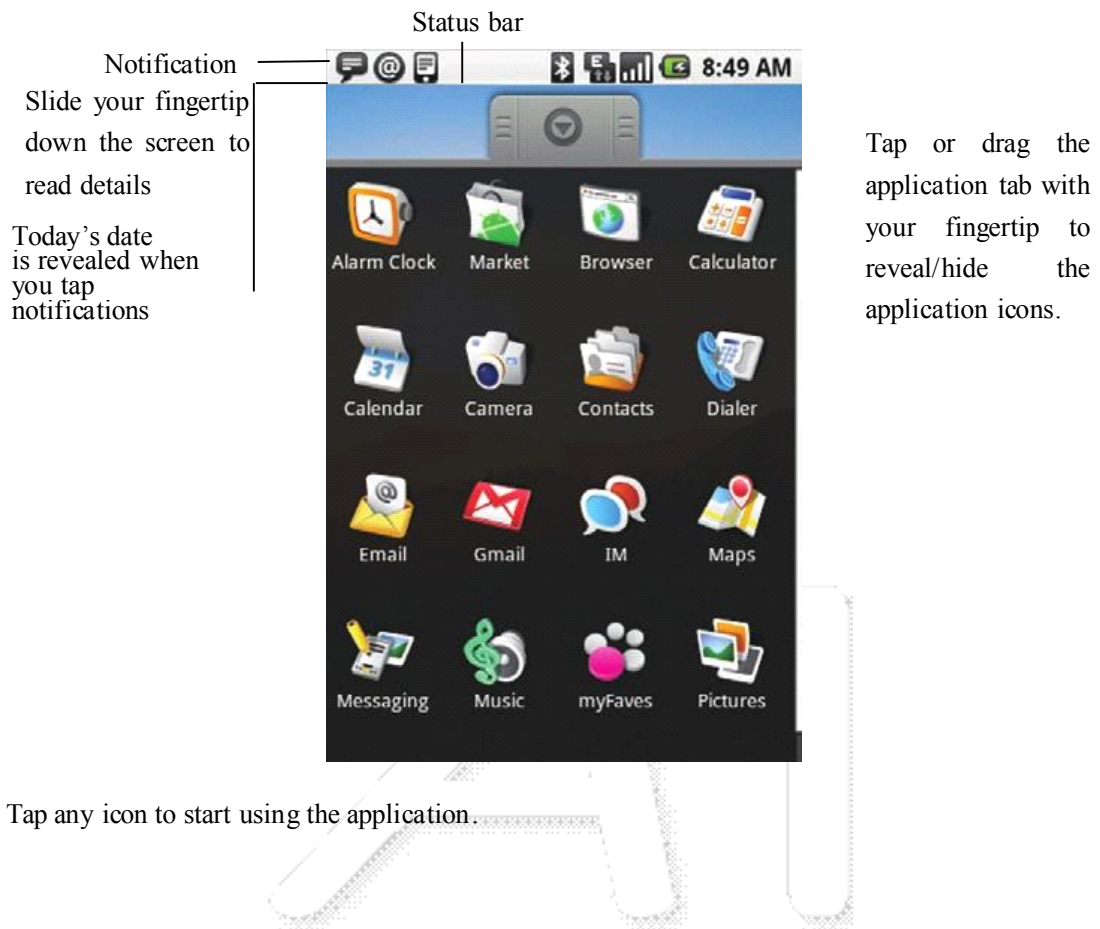 Status bar
Notification
Slide your fingertip
down the screen to
read details
Today's date
is revealed when
you tap
notifications
8:49 AM
Tap or drag the
application tab with
your fingertip to
reveal/hide the
application icons.
Alarm Clock Market Browser Calculator
31
Calendar Camera Contacts Dialer
Email Gmail IM Maps
Messaging Music myFaves Pictures
Tap any icon to start using the application.